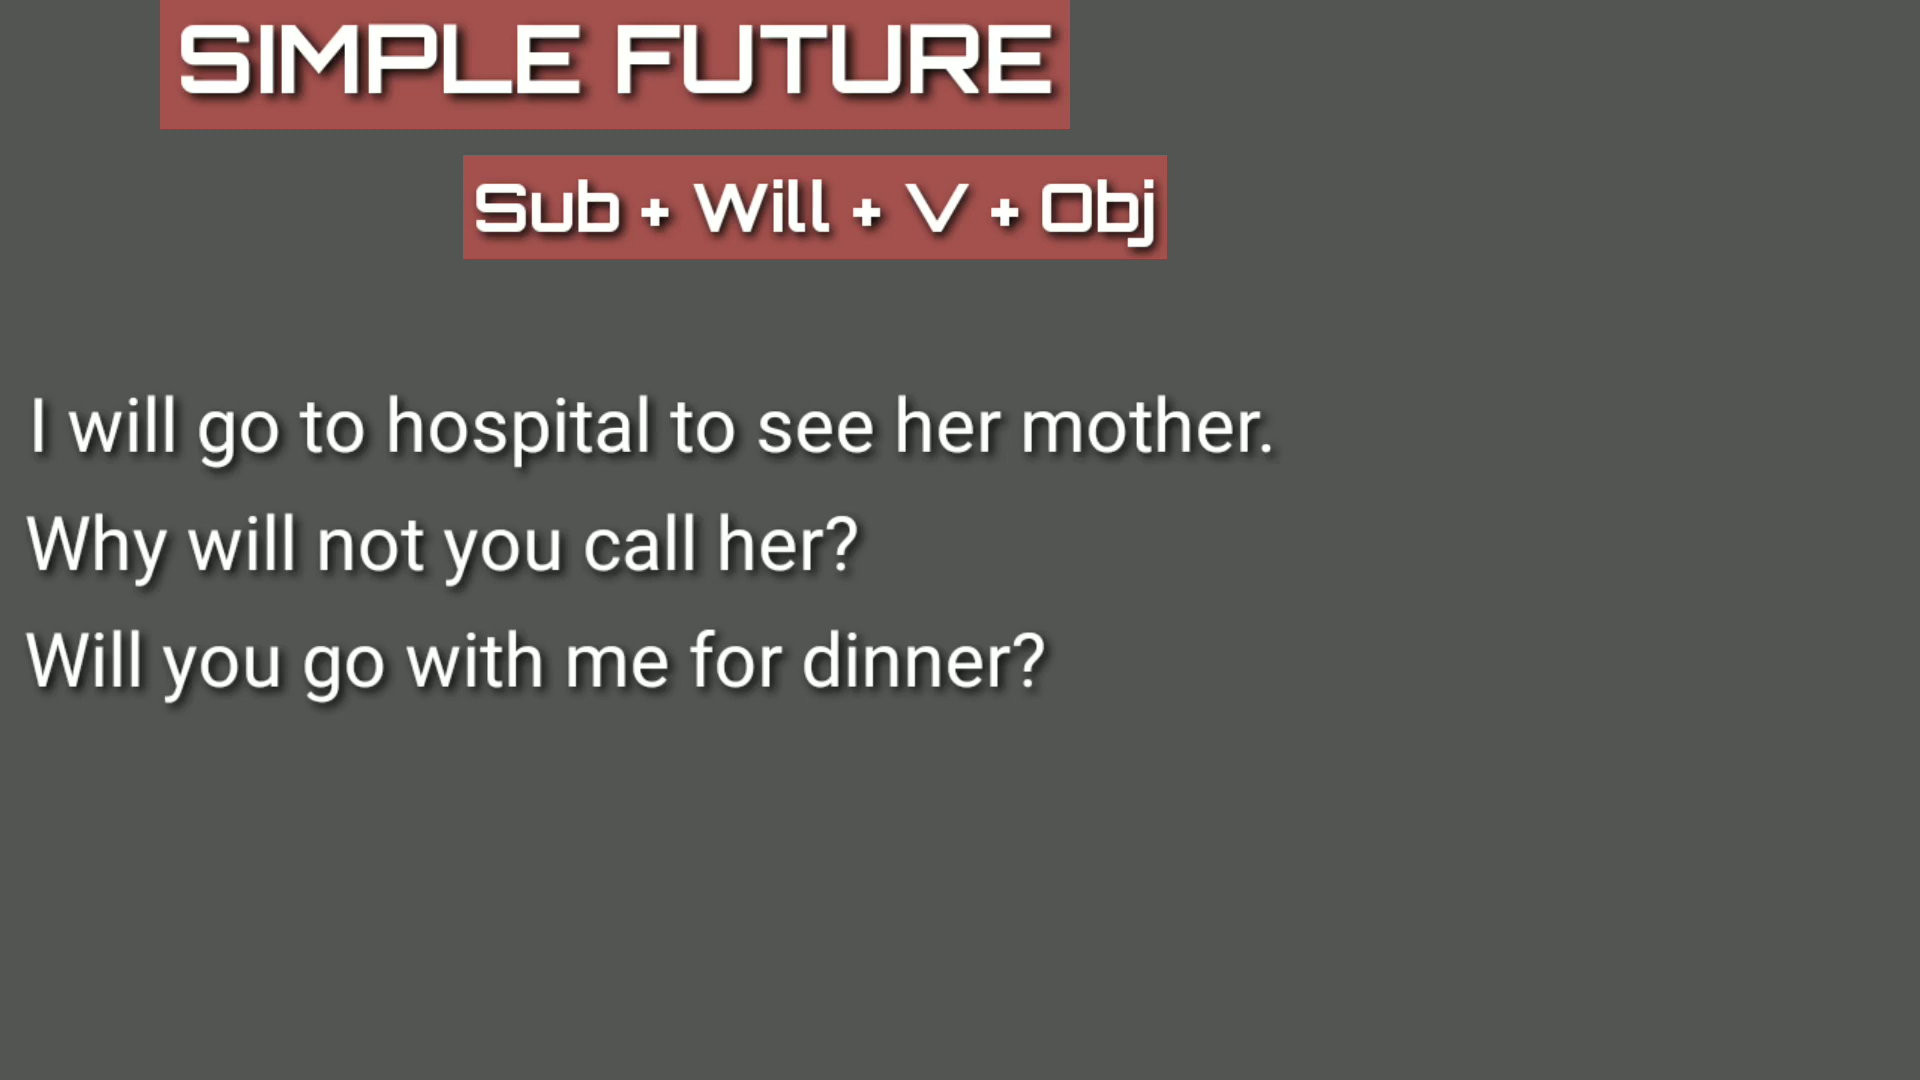 SIMPLE FUTURE
Sub + Will + V + Obj
I will go to hospital to see her mother.
Why will not you call her?
Will you go with me for dinner?